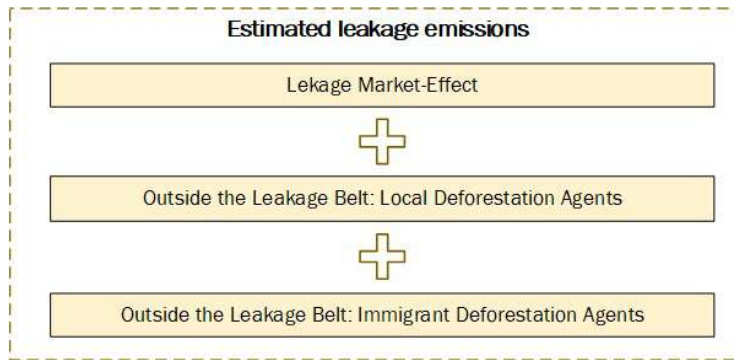 Estimated leakage emissions
Lekage Market-Effect
Outside the Leakage Belt: Local Deforestation Agents
Outside the Leakage Belt: Immigrant Deforestation Agents